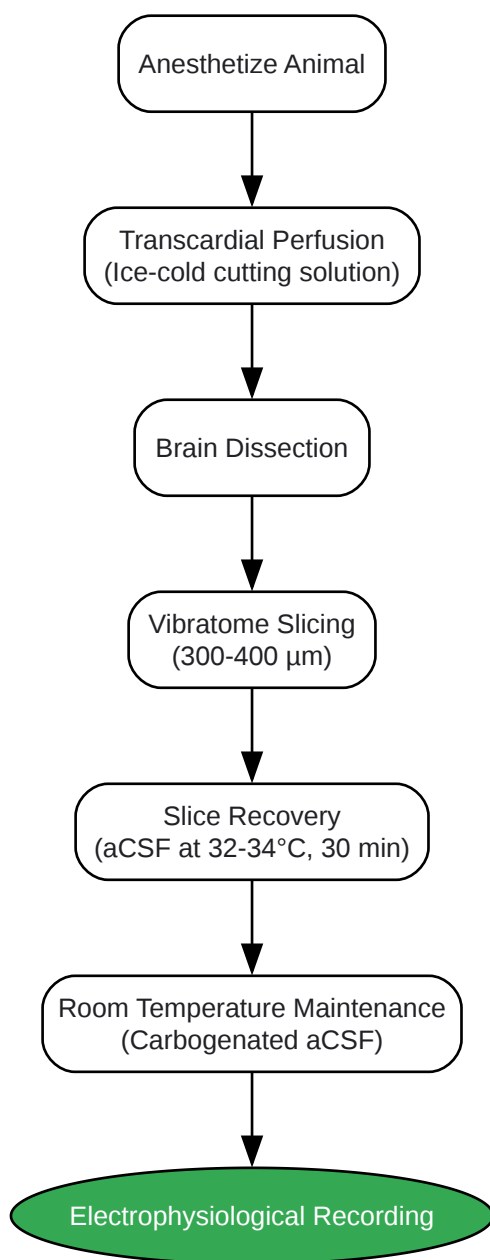 Anesthetize Animal
Transcardial Perfusion
(Ice-cold cutting solution)
Brain Dissection
Vibratome Slicing
(300-400 µm)
Slice Recovery
(aCSF at 32-34°C, 30 min)
Room Temperature Maintenance
(Carbogenated aCSF)
Electrophysiological Recording